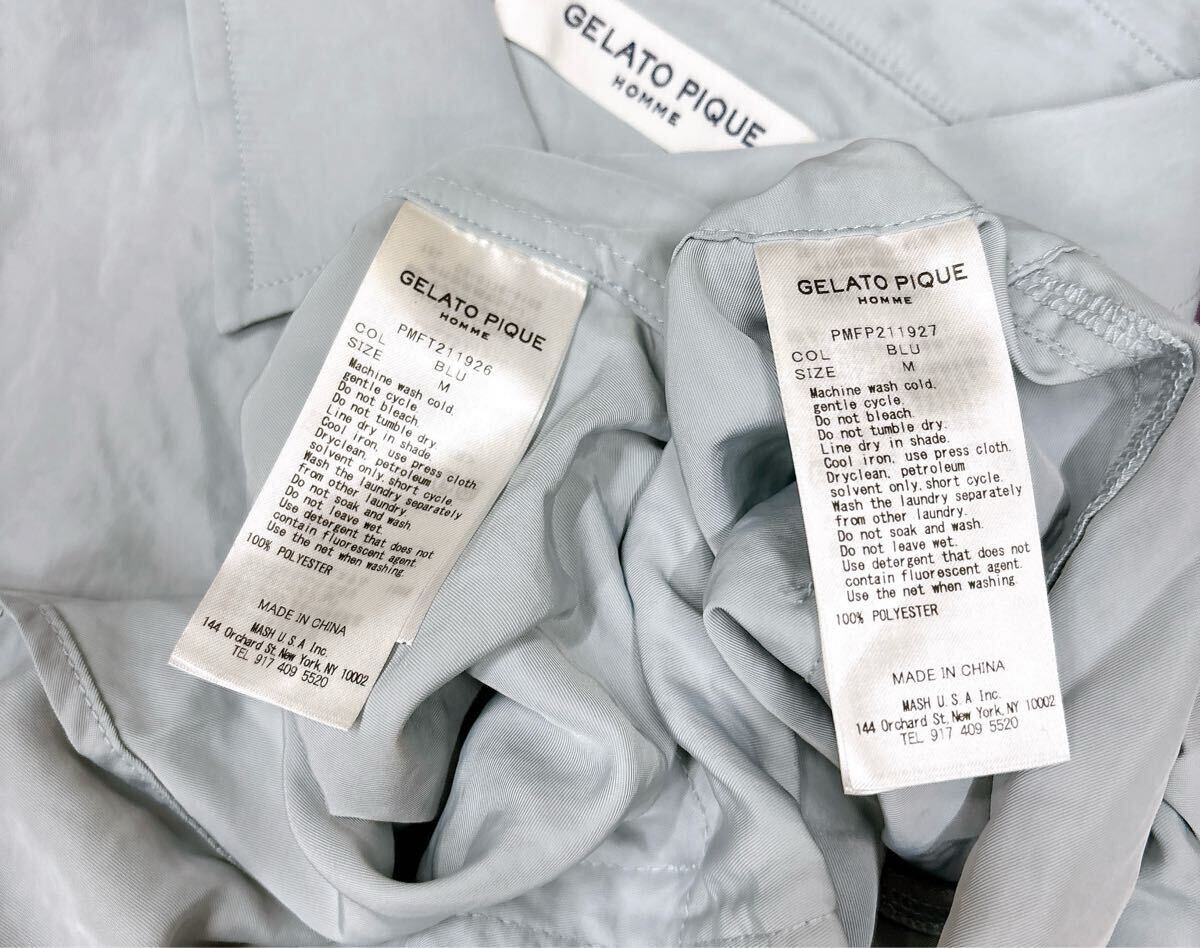 GELATO PIQUE
HOMME
GELATO PIQUE
HOMME
PMFT211926
COL BLU
SIZE M
Machine wash cold.
gentle cycle.
Do not bleach.
Do not tumble dry.
Line dry in shade.
Cool iron, use press cloth.
Dryclean, petroleum
solvent only. short cycle.
Wash the laundry separately
from other laundry.
Do not soak and wash.
Do not leave wet.
Use detergent that does not
contain fluorescent agent.
Use the net when washing.
100% POLYESTER
MADE IN CHINA
MASH U.S.A Inc.
144 Orchard St, New York, NY 10002
TEL 917 409 5520
GELATO PIQUE
HOMME
PMFP211927
COL BLU
SIZE M
Machine wash cold.
gentle cycle.
Do not bleach.
Do not tumble dry.
Line dry in shade.
Cool iron, use press cloth.
Dryclean, petroleum
solvent only. short cycle.
Wash the laundry separately
from other laundry.
Do not soak and wash.
Do not leave wet.
Use detergent that does not
contain fluorescent agent.
Use the net when washing.
100% POLYESTER
MADE IN CHINA
MASH U.S.A Inc.
144 Orchard St, New York, NY 10002
TEL 917 409 5520